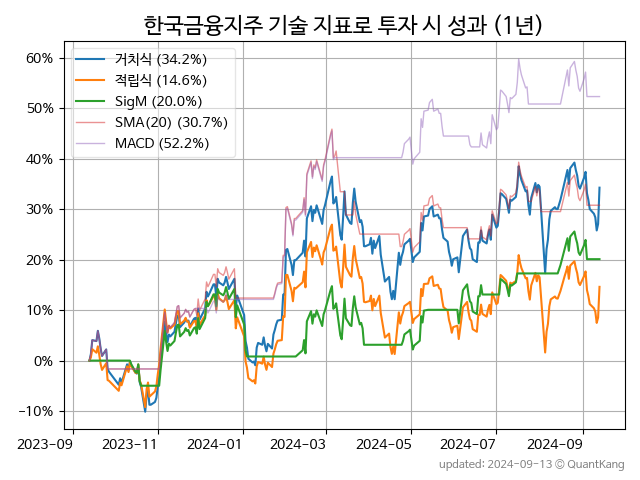 한국금융지주 기술 지표로 투자 시 성과 (1년)
거치식 (34.2%)
적립식 (14.6%)
SigM (20.0%)
SMA(20) (30.7%)
MACD (52.2%)
60%
50%
40%
30%
20%
10%
0%
−10%
2023-09 2023-11 2024-01 2024-03 2024-05 2024-07 2024-09
updated: 2024-09-13 ⓒ QuantKang